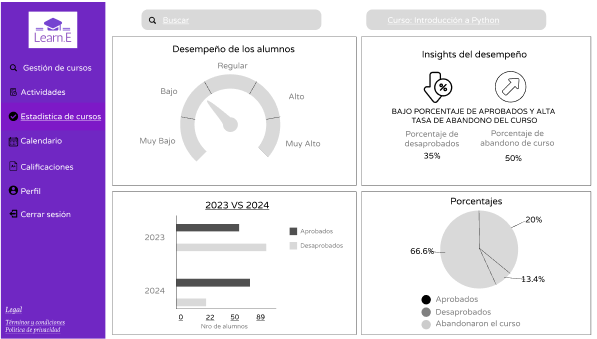 Learn.E
Gestión de cursos
Actividades
Estadistica de cursos
Calendario
Calificaciones
Perfil
Cerrar sesión
Legal
Términos y condiciones
Política de privacidad
Buscar
Curso: Introducción a Python
Desempeño de los alumnos
Regular
Bajo
Alto
Muy Bajo
Muy Alto
Insights del desempeño
%
BAJO PORCENTAJE DE APROBADOS Y ALTA
TASA DE ABANDONO DEL CURSO
Porcentaje de
desaprobados
35%
Porcentaje de
abandono de curso
50%
2023 VS 2024
2023
2024
Aprobados
Desaprobados
0 22 50 89
Nro de alumnos
Porcentajes
20%
66.6%
13.4%
Aprobados
Desaprobados
Abandonaron el curso